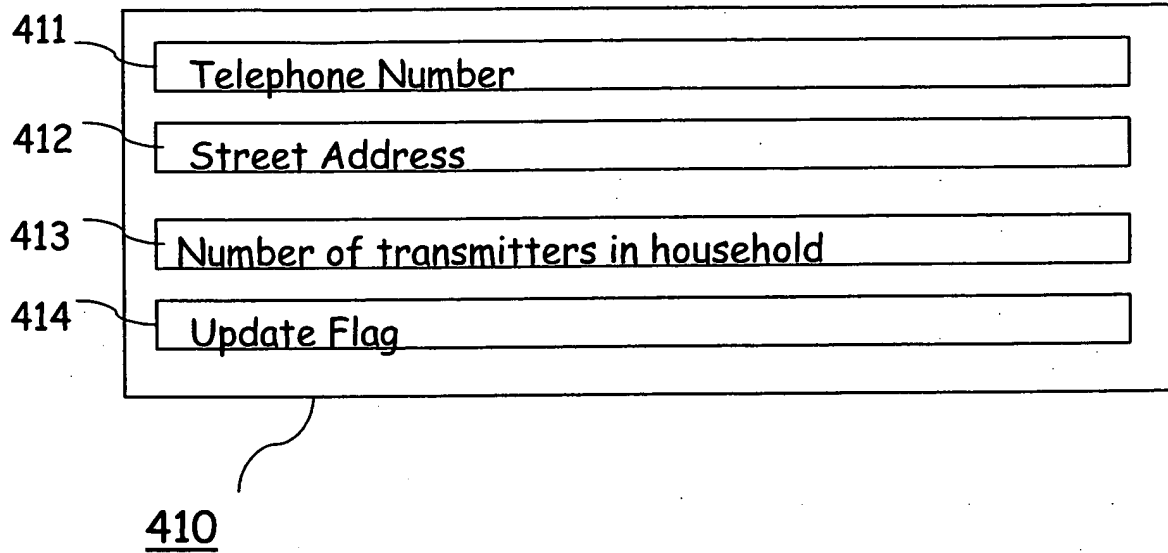 411
Telephone Number
412
Street Address
413
Number of transmitters in household
414
Update Flag
410